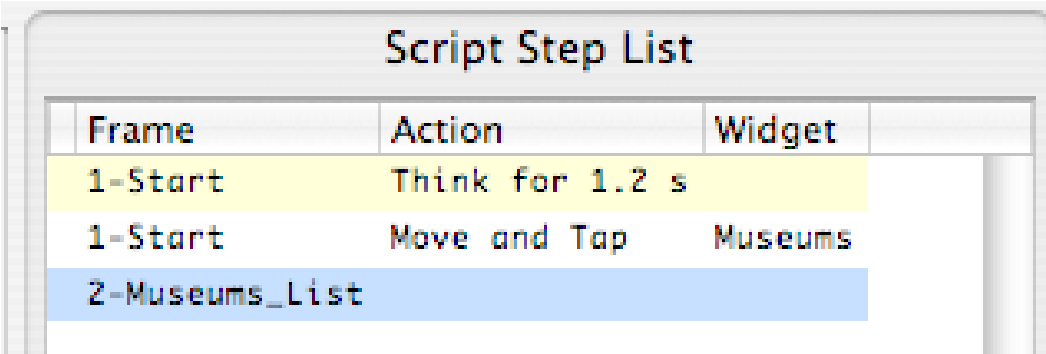 Script Step List
Frame Action Widget
1-Start Think for 1.2 s
1-Start Move and Tap Museums
2-Museums_List